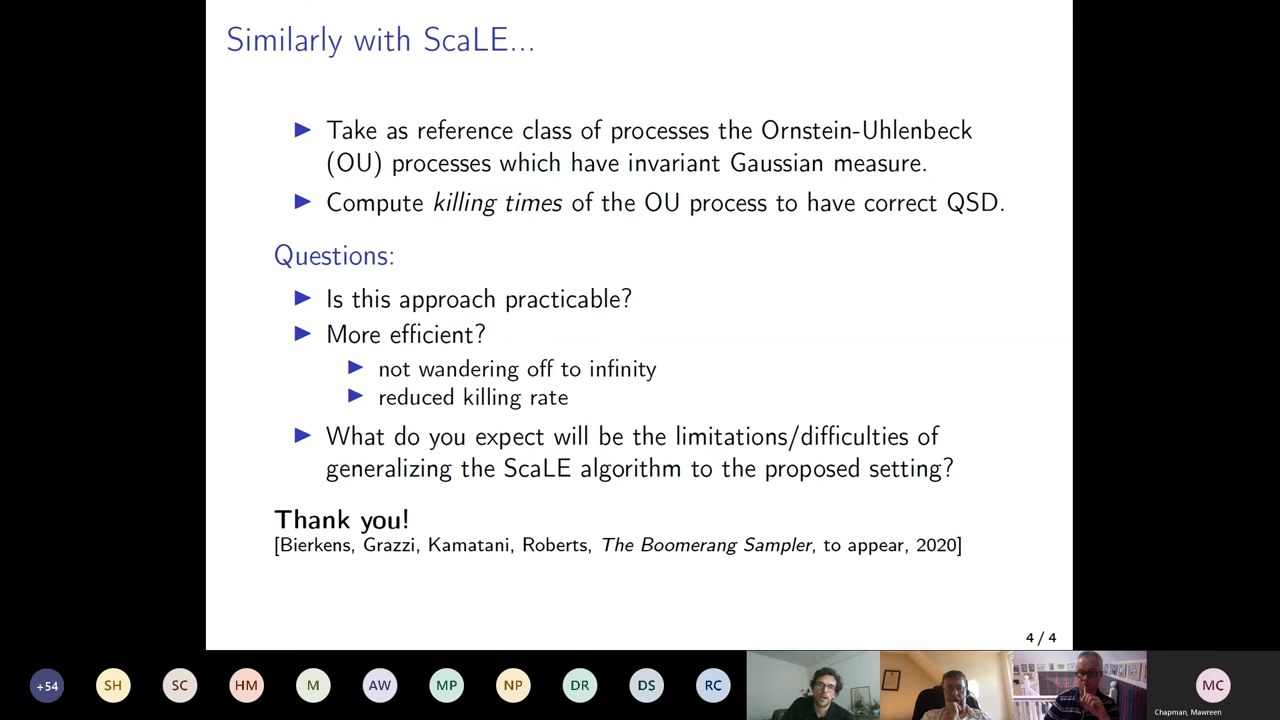 Similarly with ScaLE...
▶ Take as reference class of processes the Ornstein-Uhlenbeck
(OU) processes which have invariant Gaussian measure.
▶ Compute killing times of the OU process to have correct QSD.
Questions:
▶ Is this approach practicable?
▶ More efficient?
▶ not wandering off to infinity
▶ reduced killing rate
▶ What do you expect will be the limitations/difficulties of
generalizing the ScaLE algorithm to the proposed setting?
Thank you!
[Bierkens, Grazzi, Kamatani, Roberts, The Boomerang Sampler, to appear, 2020]
4 / 4
+54 SH SC HM M AW MP NP DR DS RC MC
Chapman, Mawreen